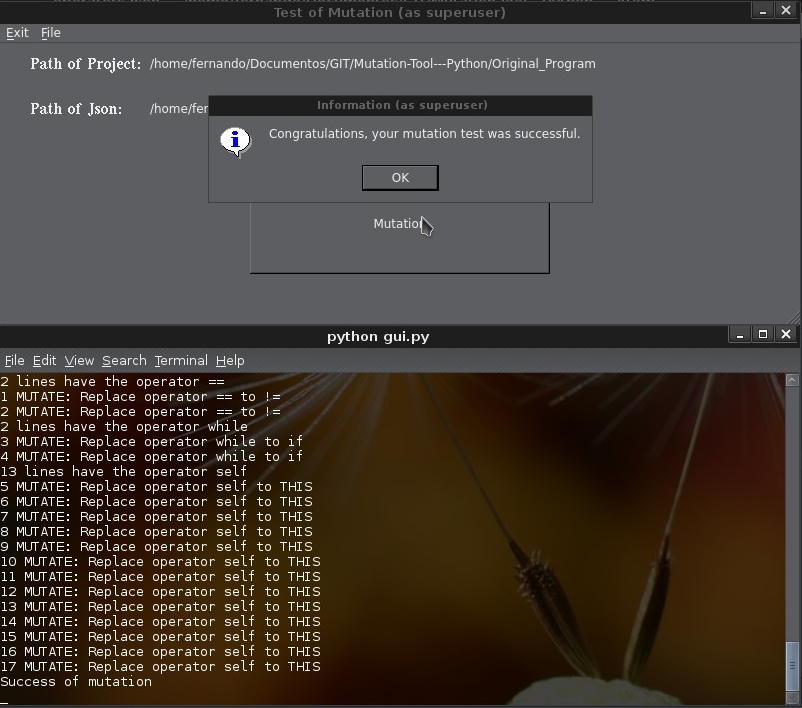 Test of Mutation (as superuser)
Exit File
Path of Project: /home/fernando/Documentos/GIT/Mutation-Tool---Python/Original_Program
Path of Json: /home/fer
Information (as superuser)
Congratulations, your mutation test was successful.
OK
Mutation
python gui.py
File Edit View Search Terminal Help
2 lines have the operator ==
1 MUTATE: Replace operator == to !=
2 MUTATE: Replace operator == to !=
2 lines have the operator while
3 MUTATE: Replace operator while to if
4 MUTATE: Replace operator while to if
13 lines have the operator self
5 MUTATE: Replace operator self to THIS
6 MUTATE: Replace operator self to THIS
7 MUTATE: Replace operator self to THIS
8 MUTATE: Replace operator self to THIS
9 MUTATE: Replace operator self to THIS
10 MUTATE: Replace operator self to THIS
11 MUTATE: Replace operator self to THIS
12 MUTATE: Replace operator self to THIS
13 MUTATE: Replace operator self to THIS
14 MUTATE: Replace operator self to THIS
15 MUTATE: Replace operator self to THIS
16 MUTATE: Replace operator self to THIS
17 MUTATE: Replace operator self to THIS
Success of mutation